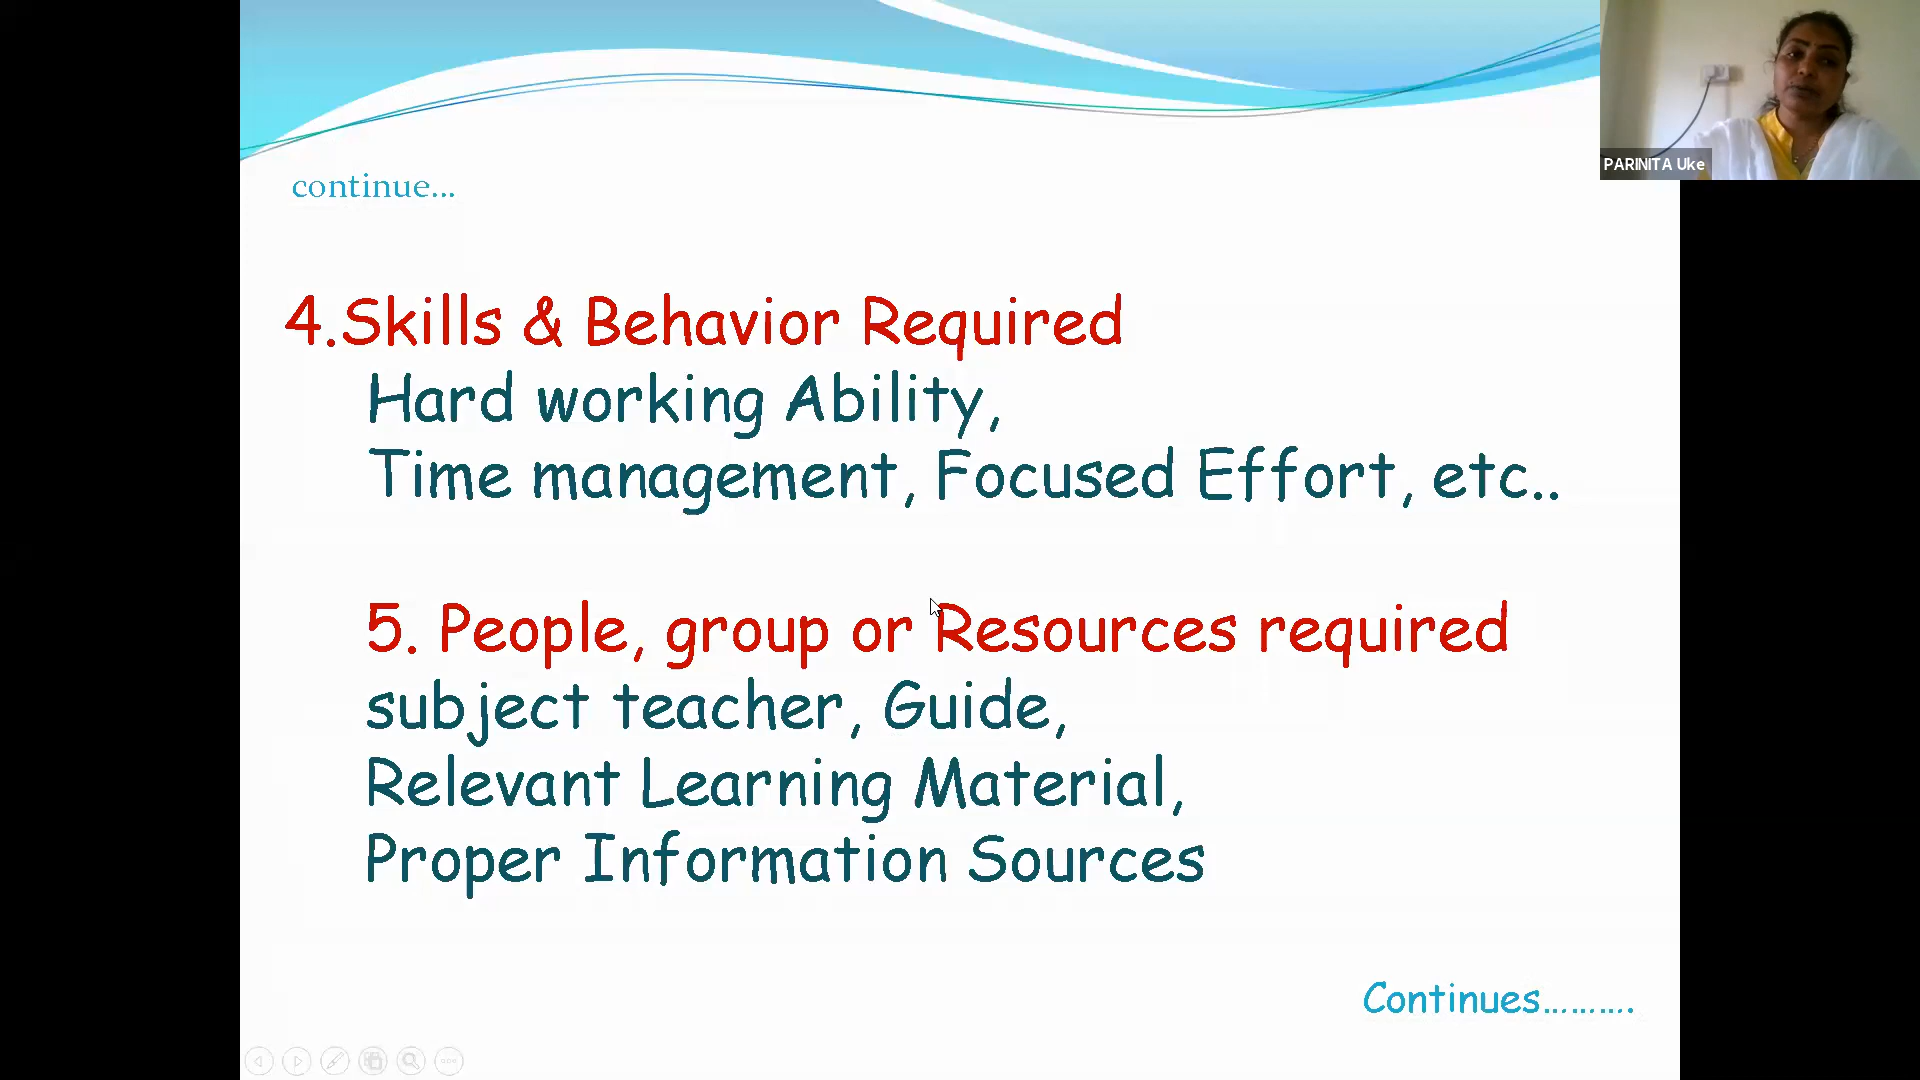 PARINITA Uke
continue...
4.Skills & Behavior Required
Hard working Ability,
Time management, Focused Effort, etc..
5. People, group or Resources required
subject teacher, Guide,
Relevant Learning Material,
Proper Information Sources
Continues..........